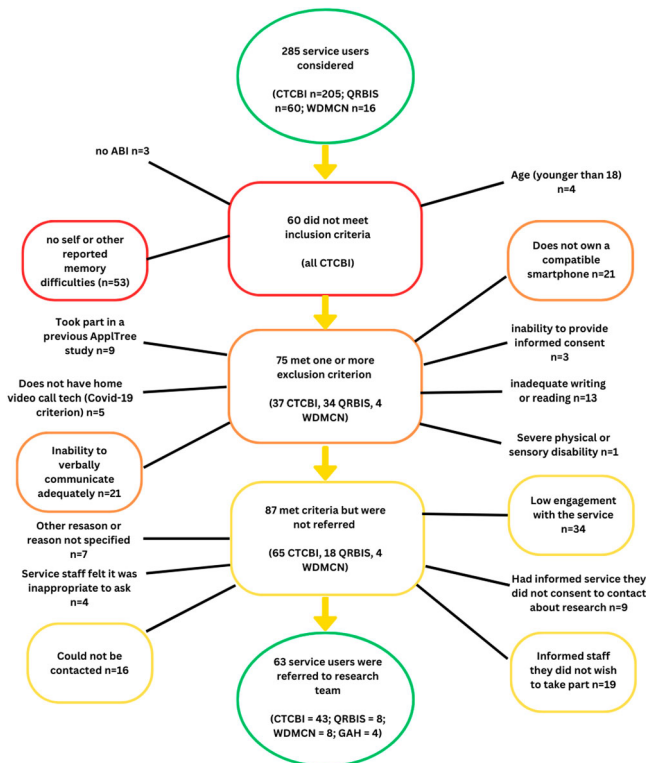 285 service users
considered
(CTCBI n=205; QRBIS
n=60; WDMCN n=16)
no ABI n=3
Age (younger than 18)
n=4
60 did not meet
inclusion criteria
(all CTCBI)
no self or other
reported
memory
difficulties (n=53)
Does not own a
compatible
smartphone n=21
Took part in a
previous ApplTree
study n=9
75 met one or more
exclusion criterion
(37 CTCBI, 34 QRBIS, 4
WDMCN)
inability to provide
informed consent
n=3
Does not have home
video call tech (Covid-19
criterion) n=5
inadequate writing
or reading n=13
Inability to
verbally
communicate
adequately n=21
Severe physical or
sensory disability n=1
87 met criteria but were
not referred
(65 CTCBI, 18 QRBIS, 4
WDMCN)
Low engagement
with the service
n=34
Other resason or
reason not specified
n=7
Service staff felt it was
inappropriate to ask
n=4
Had informed service they
did not consent to contact
about research n=9
Could not be
contacted n=16
Informed staff
they did not wish
to take part n=19
63 service users were
referred to research
team
(CTCBI = 43; QRBIS = 8;
WDMCN = 8; GAH = 4)